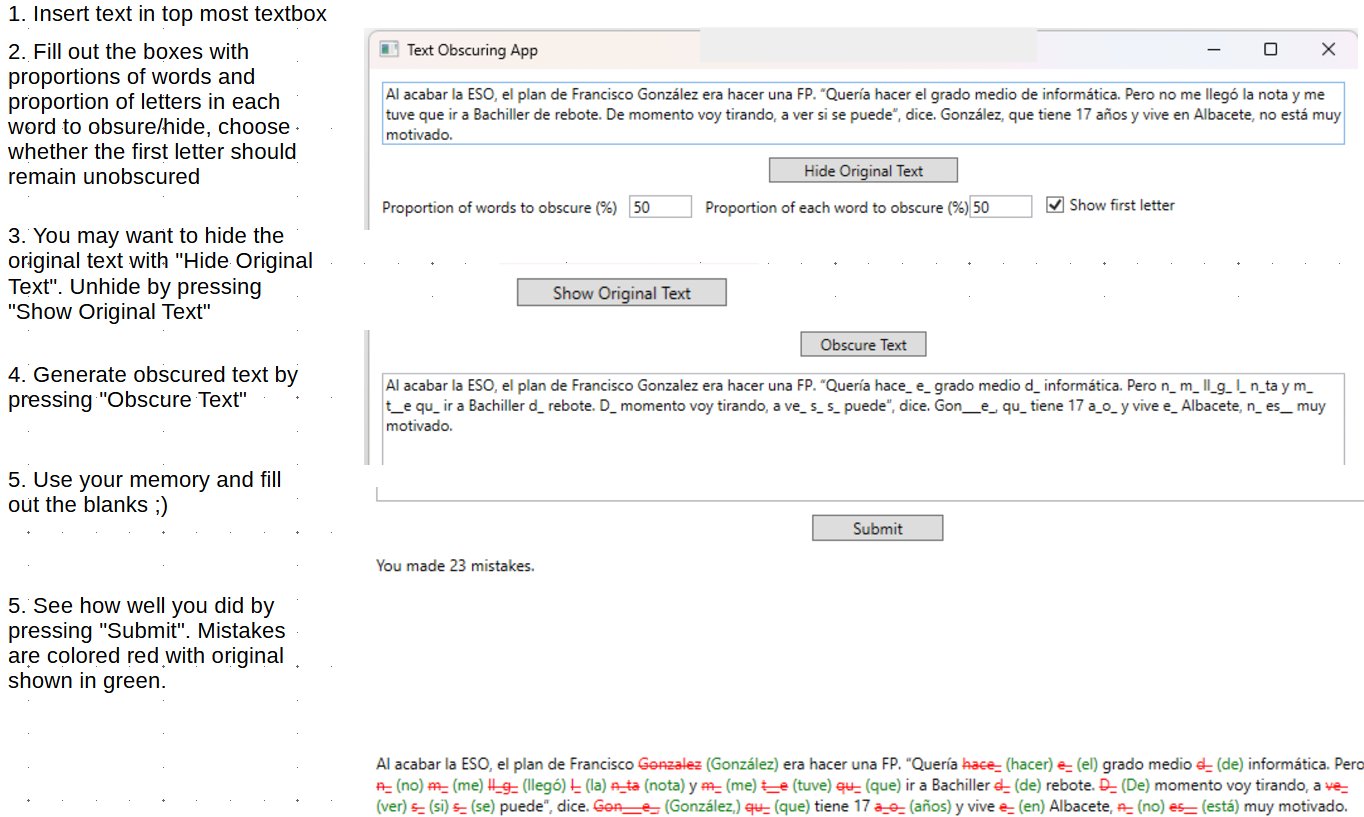 1. Insert text in top most textbox
2. Fill out the boxes with
proportions of words and
proportion of letters in each
word to obsure/hide, choose
whether the first letter should
remain unobscured
3. You may want to hide the
original text with "Hide Original
Text". Unhide by pressing
"Show Original Text"
4. Generate obscured text by
pressing "Obscure Text"
5. Use your memory and fill
out the blanks ;)
5. See how well you did by
pressing "Submit". Mistakes
are colored red with original
shown in green.
Text Obscuring App
Al acabar la ESO, el plan de Francisco González era hacer una FP. “Quería hacer el grado medio de informática. Pero no me llegó la nota y me
tuve que ir a Bachiller de rebote. De momento voy tirando, a ver si se puede”, dice. González, que tiene 17 años y vive en Albacete, no está muy
motivado.
Hide Original Text
Proportion of words to obscure (%) 50 Proportion of each word to obscure (%) 50 Show first letter
Show Original Text
Obscure Text
Al acabar la ESO, el plan de Francisco Gonzalez era hacer una FP. “Quería hace_ e_ grado medio d_ informática. Pero n_ m_ ll_g_ l_ n_ta y m_
t__e qu_ ir a Bachiller d_ rebote. D_ momento voy tirando, a ve_ s_ s_ puede”, dice. Gon___e_, qu_ tiene 17 a_o_ y vive e_ Albacete, n_ es__ muy
motivado.
Submit
You made 23 mistakes.
Al acabar la ESO, el plan de Francisco Gonzalez (González) era hacer una FP. “Quería hace_ (hacer) e_ (el) grado medio d_ (de) informática. Pero
n_ (no) m_ (me) ll_g_ (llegó) l_ (la) n_ta (nota) y m_ (me) t__e (tuve) qu_ (que) ir a Bachiller d_ (de) rebote. D_ (De) momento voy tirando, a ve_
(ver) s_ (si) s_ (se) puede”, dice. Gon___e_, (González,) qu_ (que) tiene 17 a_o_ (años) y vive e_ (en) Albacete, n_ (no) es__ (está) muy motivado.